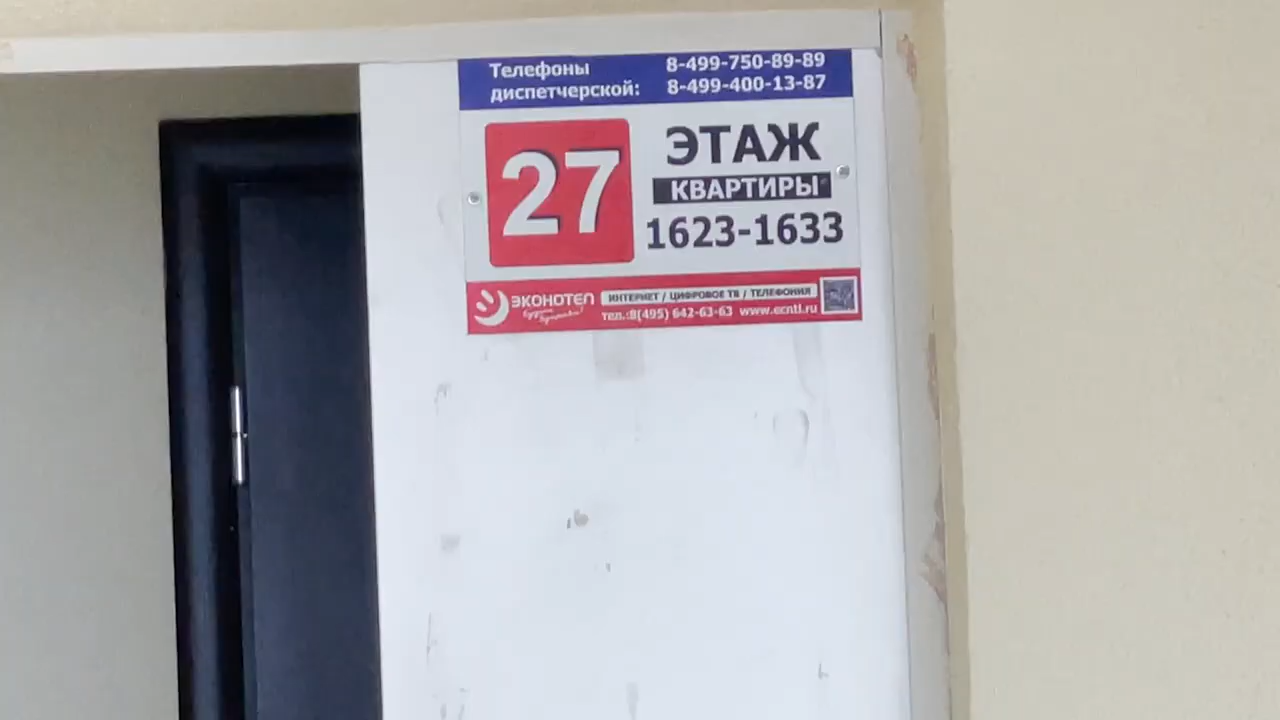 Телефоны 8-499-750-89-89
диспетчерской: 8-499-400-13-87
27
ЭТАЖ
КВАРТИРЫ
1623-1633
ЭКОНОТЕЛ
ИНТЕРНЕТ / ЦИФРОВОЕ ТВ / ТЕЛЕФОНИЯ
тел.:8(495) 642-63-63 www.ecntl.ru